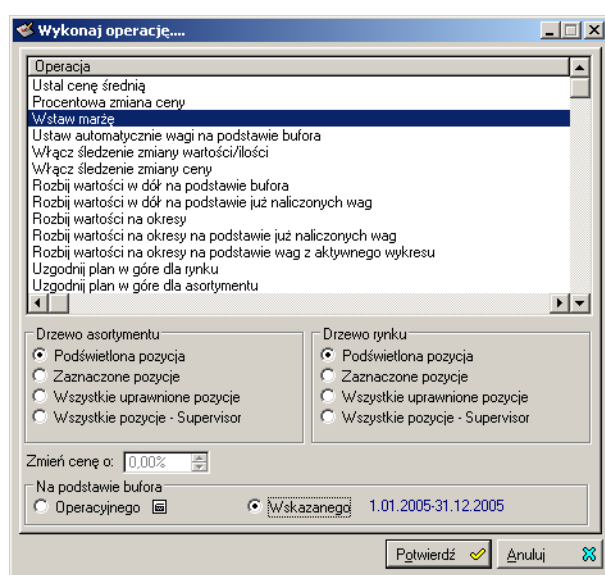 Wykonaj operację....
Operacja
Ustal cenę średnią
Procentowa zmiana ceny
Wstaw marżę
Ustaw automatycznie wagi na podstawie bufora
Włącz śledzenie zmiany wartości/ilości
Włącz śledzenie zmiany ceny
Rozbij wartości w dół na podstawie bufora
Rozbij wartości w dół na podstawie już naliczonych wag
Rozbij wartości na okresy
Rozbij wartości na okresy na podstawie już naliczonych wag
Rozbij wartości na okresy na podstawie wag z aktywnego wykresu
Uzgodnij plan w góre dla rynku
Uzgodnij plan w góre dla asortymentu
Drzewo asortymentu
Podświetlona pozycja
Zaznaczone pozycje
Wszystkie uprawnione pozycje
Wszystkie pozycje - Supervisor
Drzewo rynku
Podświetlona pozycja
Zaznaczone pozycje
Wszystkie uprawnione pozycje
Wszystkie pozycje - Supervisor
Zmień cenę o: 0,00%
Na podstawie bufora
Operacyjnego Wskazanego 1.01.2005-31.12.2005
Potwierdź Anuluj